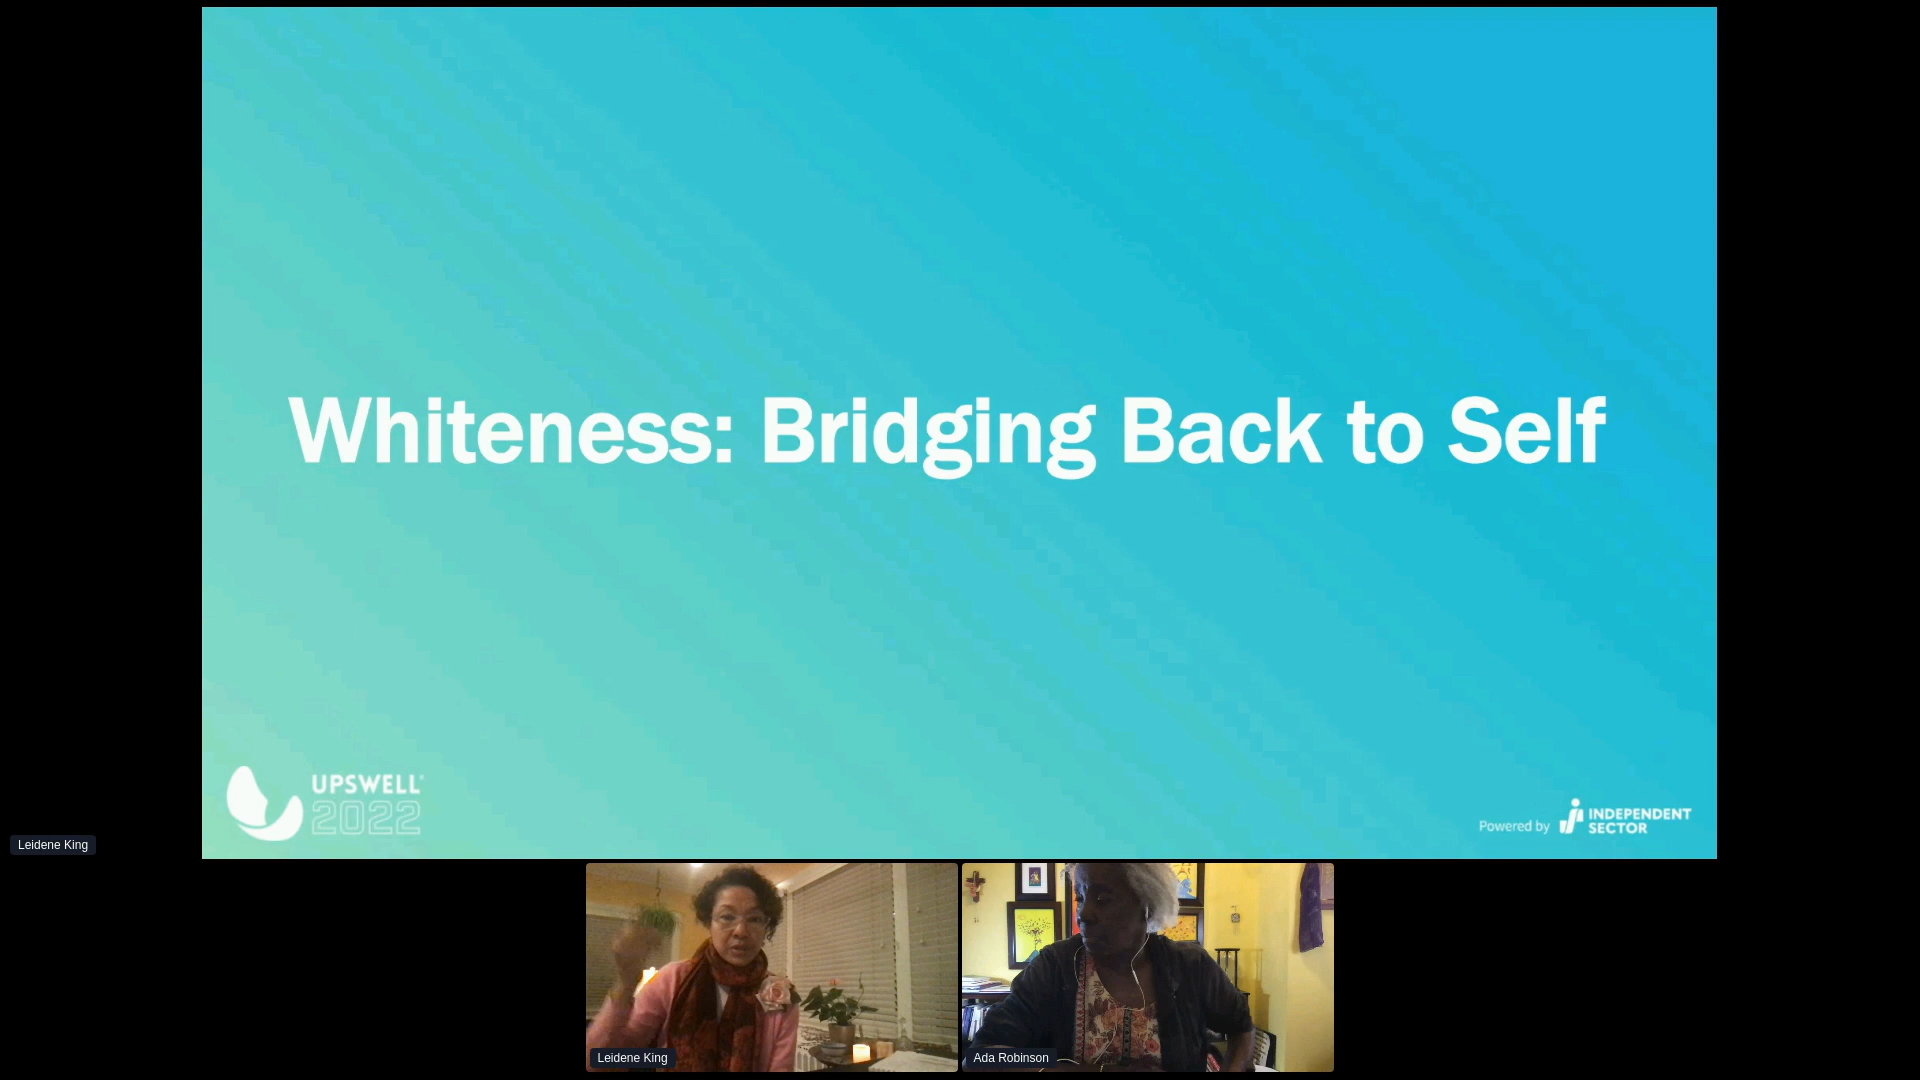 Whiteness: Bridging Back to Self
UPSWELL
2022
Powered by
INDEPENDENT
SECTOR
Leidene King
Leidene King
Ada Robinson